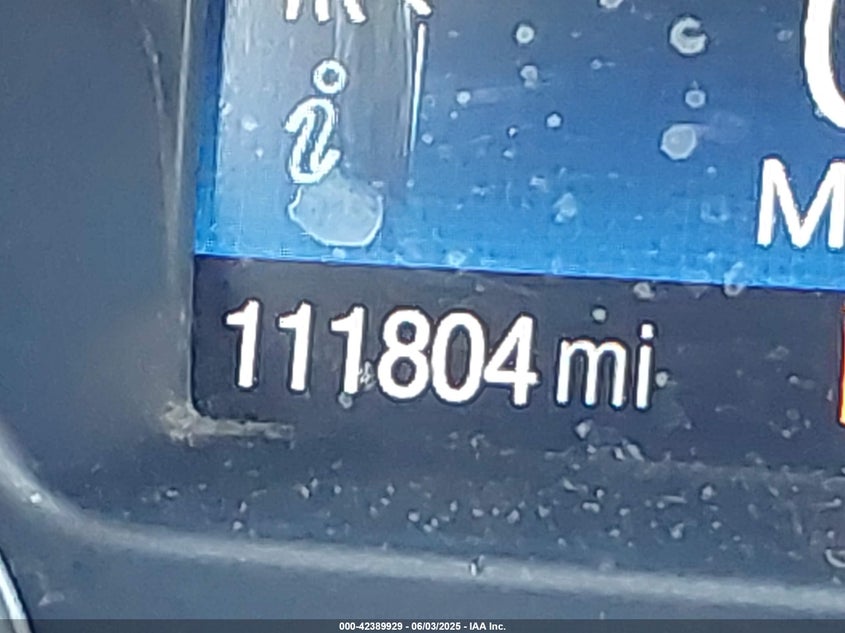 i
M
111804 mi
000-42389929 - 06/03/2025 - IAA Inc.